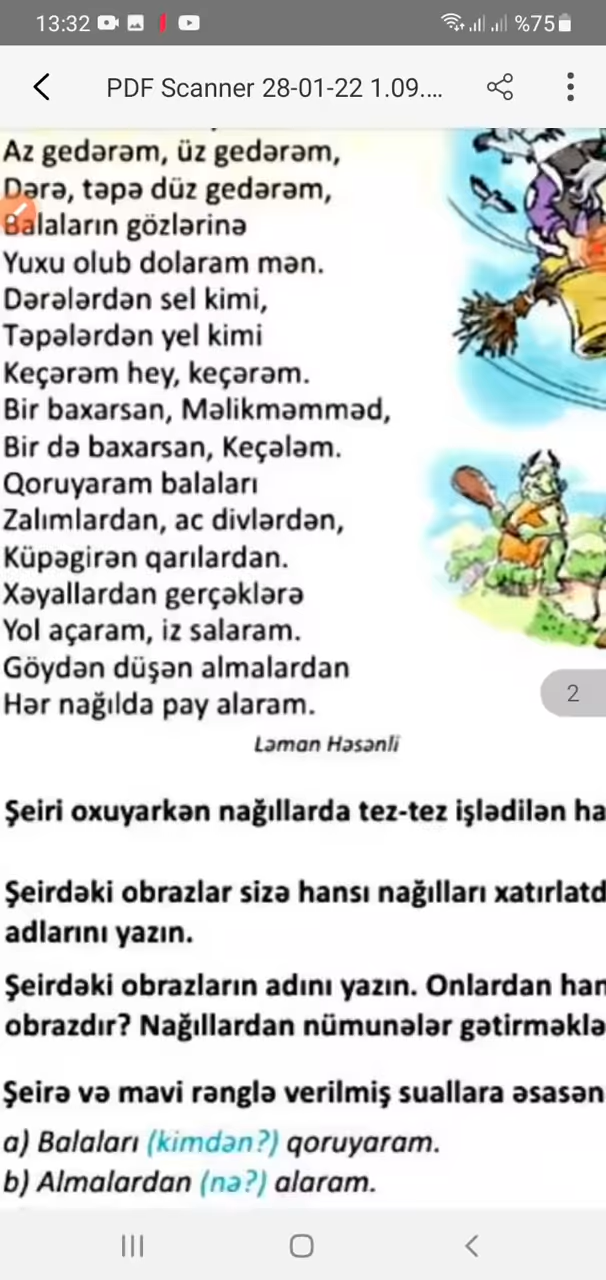 13:32
%75
PDF Scanner 28-01-22 1.09....
Az gedərəm, üz gedərəm,
Dərə, təpə düz gedərəm,
Balaların gözlərinə
Yuxu olub dolaram mən.
Dərələrdən sel kimi,
Təpələrdən yel kimi
Keçərəm hey, keçərəm.
Bir baxarsan, Məlikməmməd,
Bir də baxarsan, Keçələm.
Qoruyaram balaları
Zalımlardan, ac divlərdən,
Küpəgirən qarılardan.
Xəyallardan gerçəklərə
Yol açaram, iz salaram.
Göydən düşən almalardan
Hər nağılda pay alaram.
2
Ləman Həsənli
Şeiri oxuyarkən nağıllarda tez-tez işlədilən ha
Şeirdəki obrazlar sizə hansı nağılları xatırlatd
adlarını yazın.
Şeirdəki obrazların adını yazın. Onlardan han
obrazdır? Nağıllardan nümunələr gətirməklə
Şeirə və mavi rənglə verilmiş suallara əsasən
a) Balaları (kimdən?) qoruyaram.
b) Almalardan (nə?) alaram.